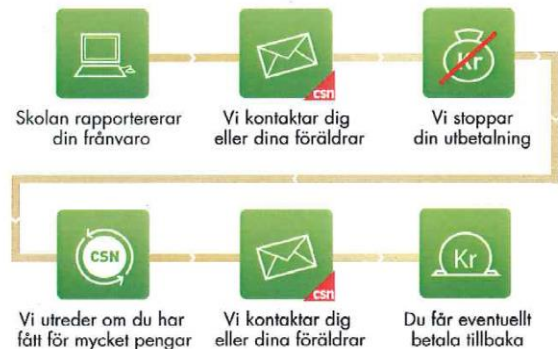 Skolan rapportererar
din frånvaro
csn
Vi kontaktar dig
eller dina föräldrar
Kr
Vi stoppar
din utbetalning
CSN
Vi utreder om du har
fått för mycket pengar
csn
Vi kontaktar dig
eller dina föräldrar
Kr
Du får eventuellt
betala tillbaka